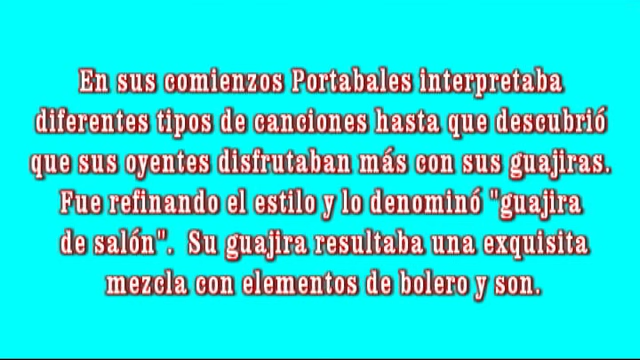 En sus comienzos Portabales interpretaba
diferentes tipos de canciones hasta que descubrió
que sus oyentes disfrutaban más con sus guajiras.
Fue refinando el estilo y lo denominó "guajira
de salón".  Su guajira resultaba una exquisita
mezcla con elementos de bolero y son.